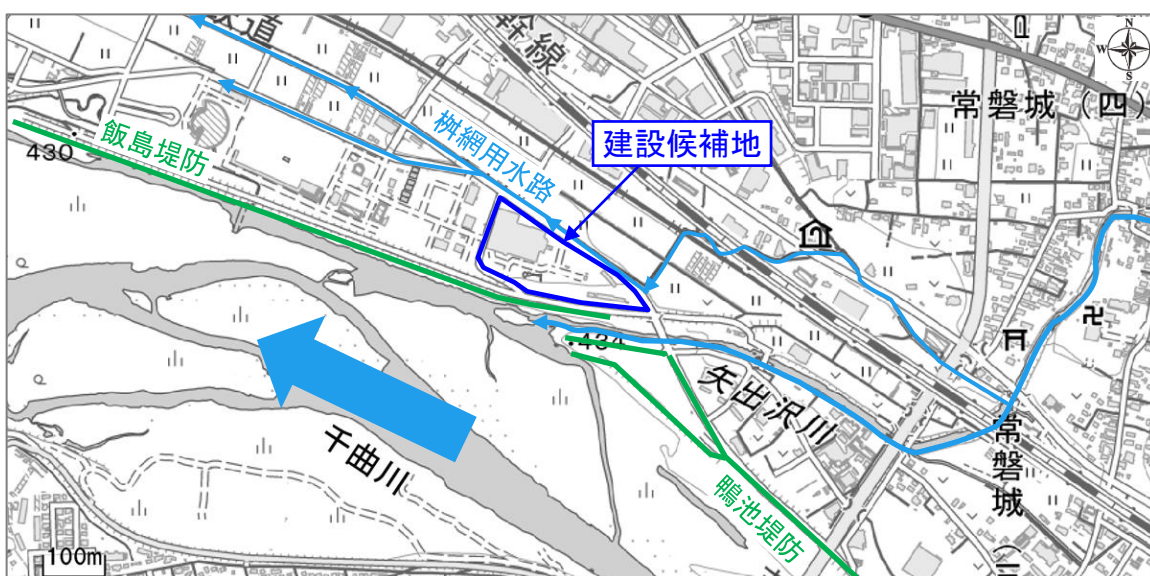 鉄道
幹線
N
W
S
常磐城（四）
430
飯島堤防
桝網用水路
建設候補地
434
矢出沢川
千曲川
鴨池堤防
常磐城（三
100m